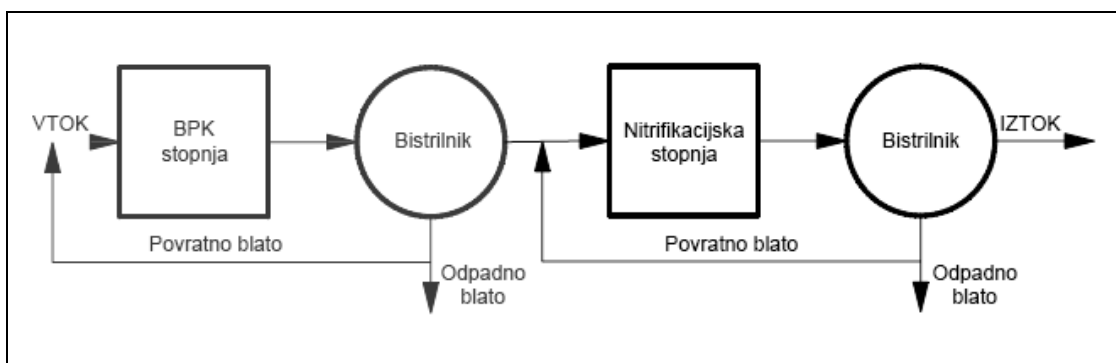 VTOK
BPK
stopnja
Bistrilnik
Nitrifikacijska
stopnja
Bistrilnik
IZTOK
Povratno blato
Odpadno
blato
Povratno blato
Odpadno
blato